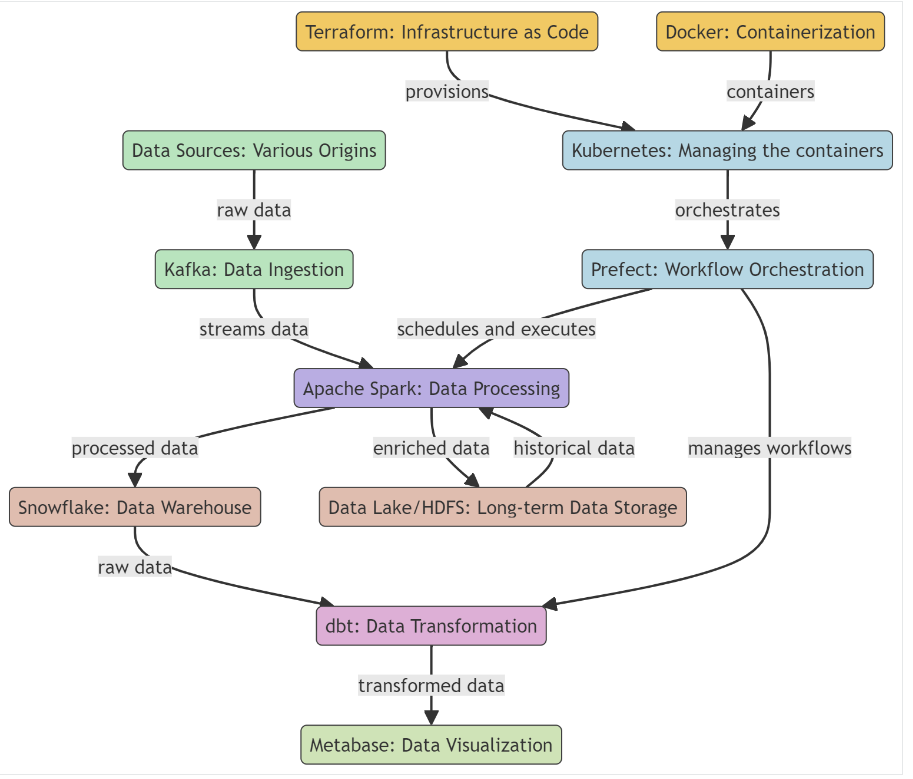 Terraform: Infrastructure as Code
Docker: Containerization
provisions
containers
Data Sources: Various Origins
Kubernetes: Managing the containers
raw data
orchestrates
Kafka: Data Ingestion
Prefect: Workflow Orchestration
streams data
schedules and executes
Apache Spark: Data Processing
processed data
enriched data
historical data
manages workflows
Snowflake: Data Warehouse
Data Lake/HDFS: Long-term Data Storage
raw data
dbt: Data Transformation
transformed data
Metabase: Data Visualization